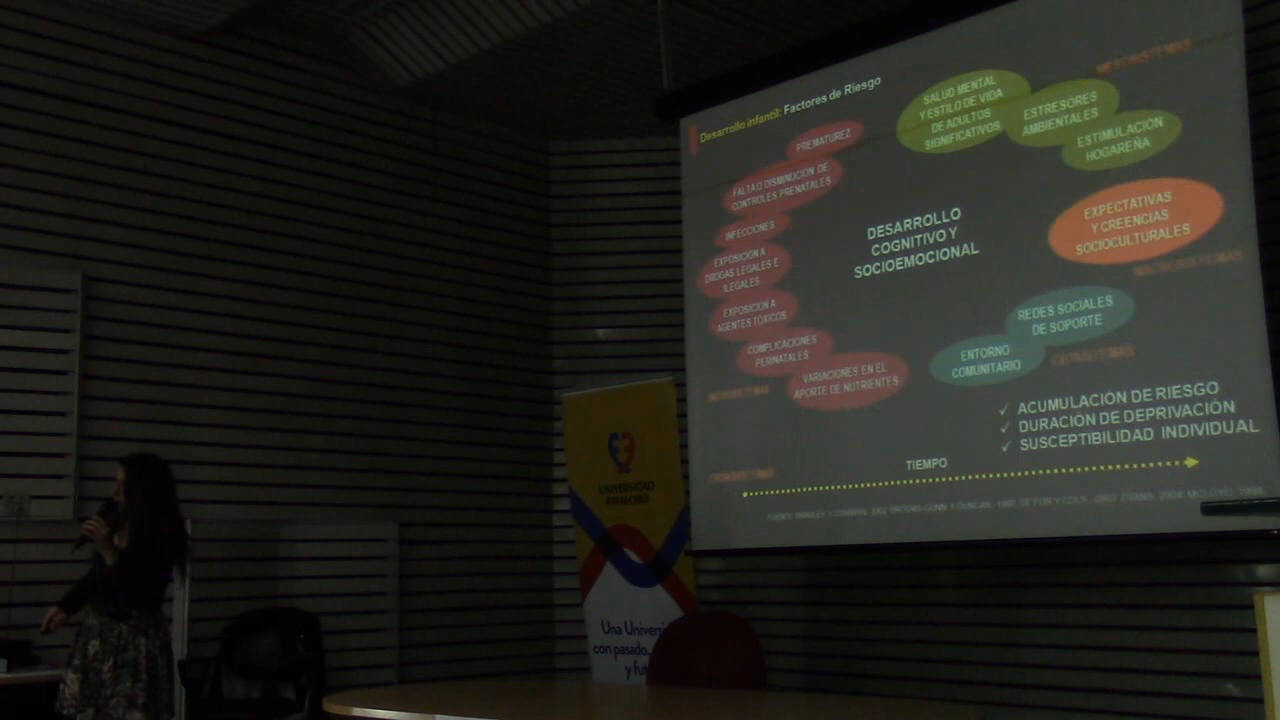 Desarrollo infantil: Factores de Riesgo
PREMATUREZ
FALTA O DISMINUCIÓN DE
CONTROLES PRENATALES
INFECCIONES
EXPOSICION A
DROGAS LEGALES E
ILEGALES
EXPOSICION A
AGENTES TÓXICOS
COMPLICACIONES
PERINATALES
VARIACIONES EN EL
APORTE DE NUTRIENTES
SALUD MENTAL
Y ESTILO DE VIDA
DE ADULTOS
SIGNIFICATIVOS
ESTRESORES
AMBIENTALES
ESTIMULACIÓN
HOGAREÑA
EXPECTATIVAS
Y CREENCIAS
SOCIOCULTURALES
DESARROLLO
COGNITIVO Y
SOCIOEMOCIONAL
REDES SOCIALES
DE SOPORTE
ENTORNO
COMUNITARIO
✓ ACUMULACIÓN DE RIESGO
✓ DURACIÓN DE DEPRIVACIÓN
✓ SUSCEPTIBILIDAD INDIVIDUAL
TIEMPO
UNIVERSIDAD
Una
con pasado,
y